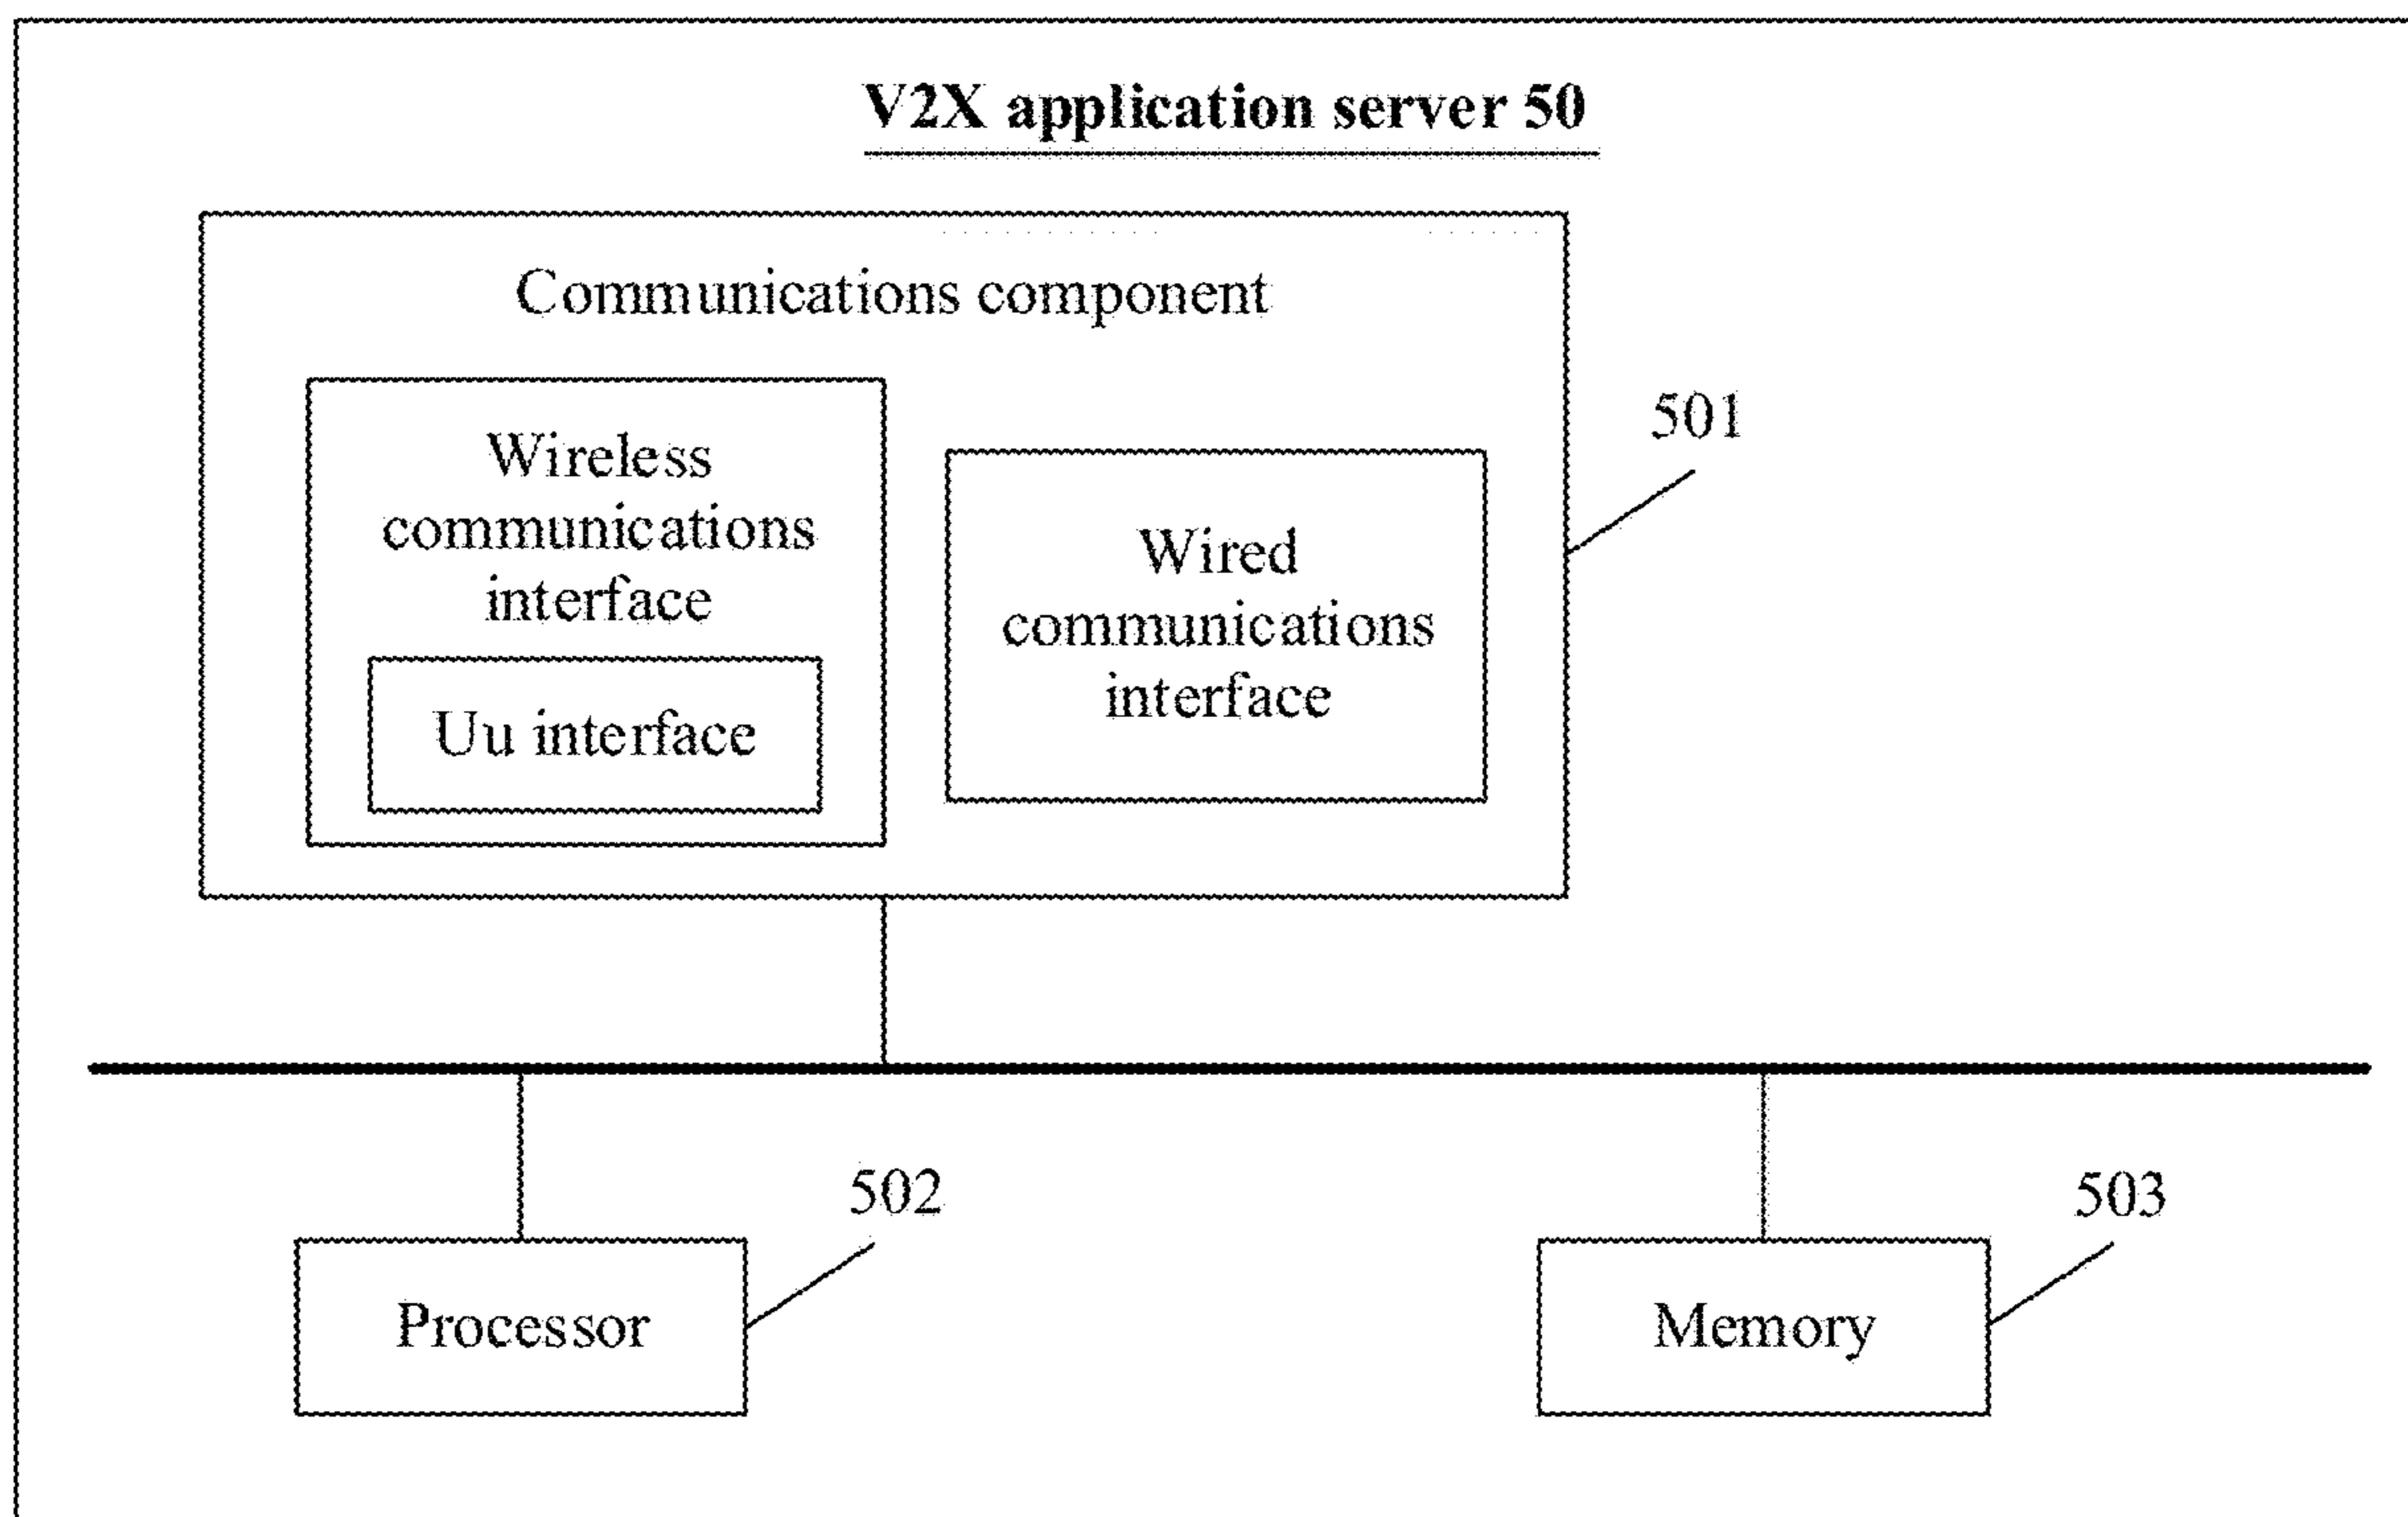 V2X application server 50
Communications component
501
Wireless
communications
interface
Uu interface
Wired
communications
interface
502
Processor
503
Memory